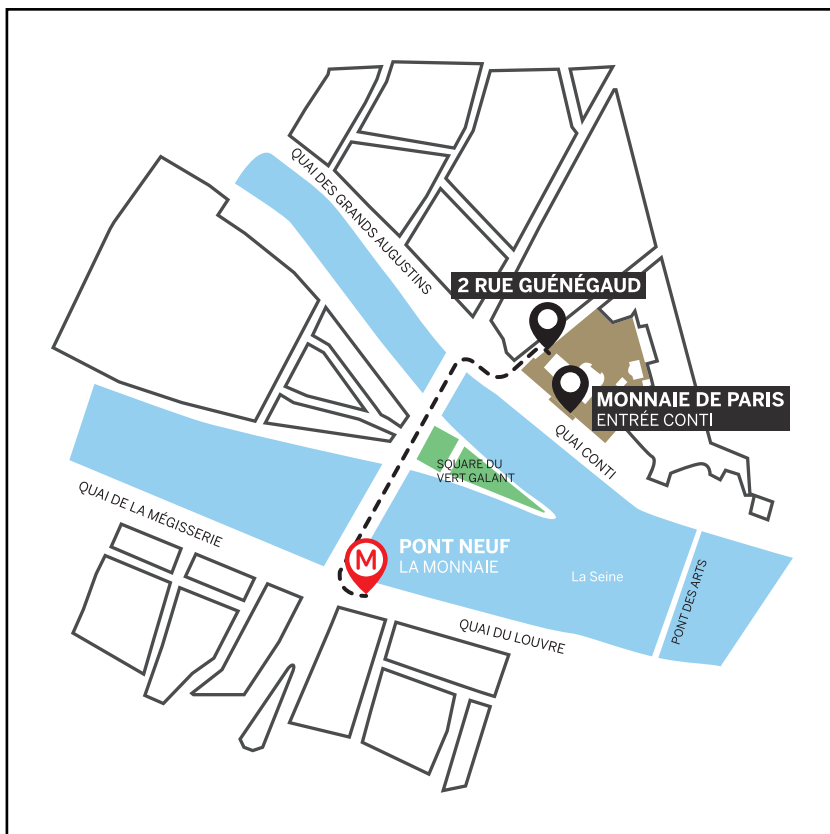 QUAI DES GRANDS AUGUSTINS
2 RUE GUÉNÉGAUD
MONNAIE DE PARIS
ENTRÉE CONTI
QUAI CONTI
SQUARE DU
VERT GALANT
QUAI DE LA MÉGISSERIE
M
PONT NEUF
LA MONNAIE
La Seine
PONT DES ARTS
QUAI DU LOUVRE